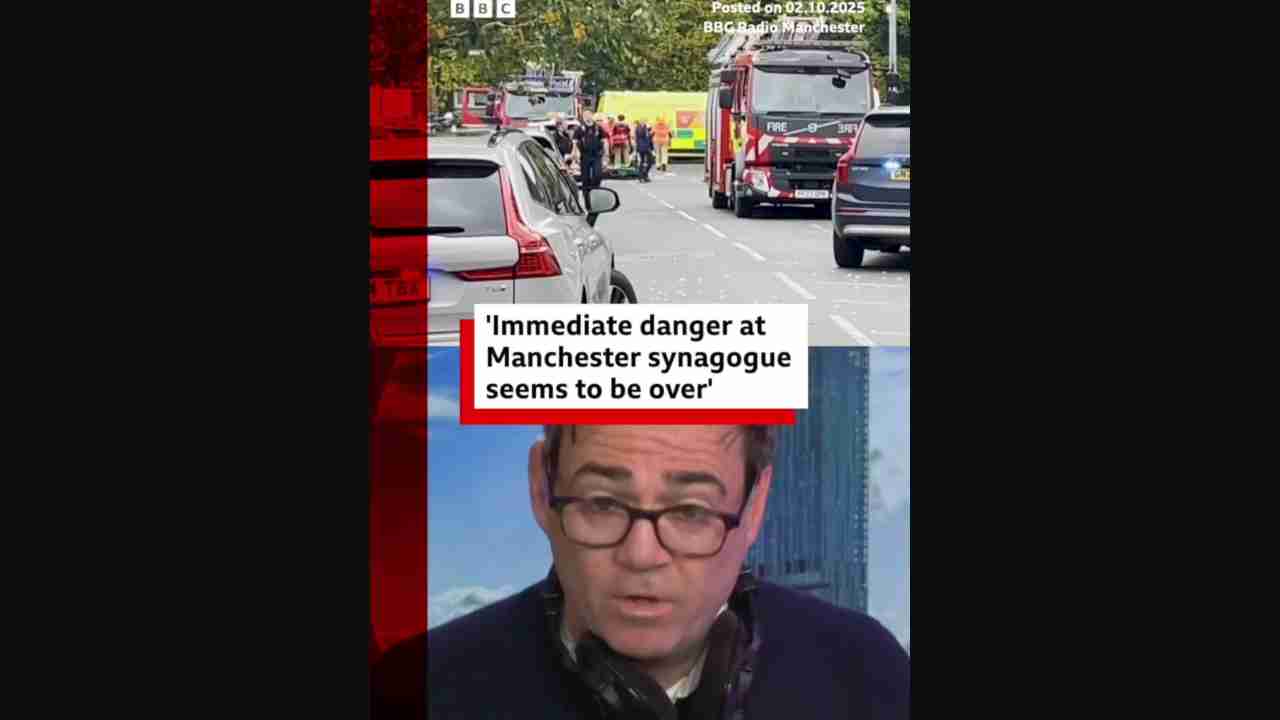 BBC
Posted on 02.10.2025
BBC Radio Manchester
FIRE
'Immediate danger at
Manchester synagogue
seems to be over'